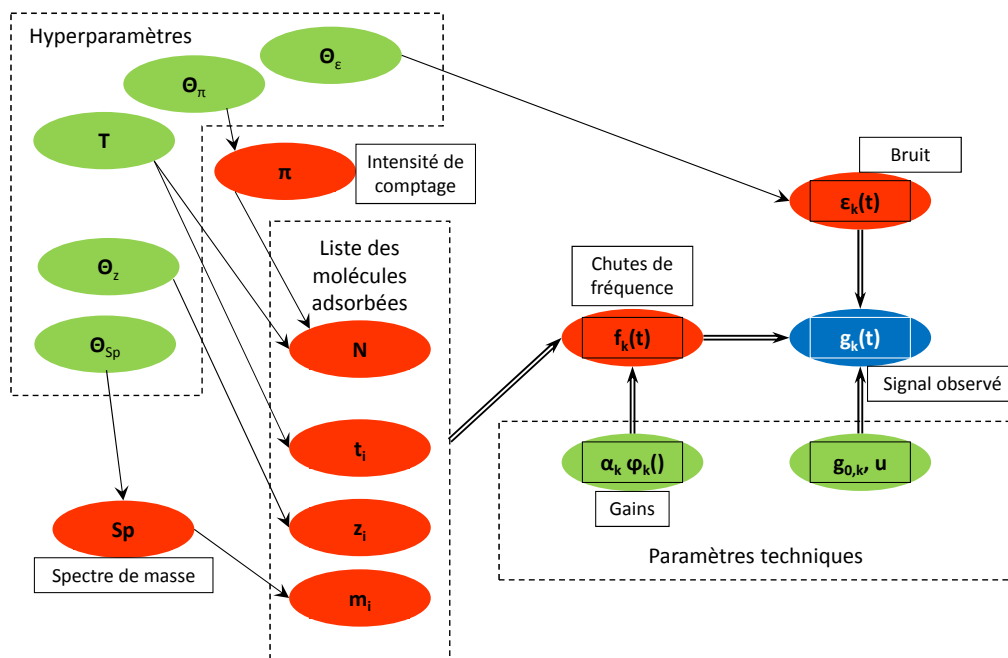 Hyperparamètres
Θε
Θπ
T
π
Intensité de
comptage
Bruit
εk(t)
Θz
Liste des
molécules
adsorbées
Chutes de
fréquence
ΘSp
N
fk(t)
gk(t)
Signal observé
ti
αk φk()
g0,k, u
Gains
Sp
zi
Paramètres techniques
Spectre de masse
mi